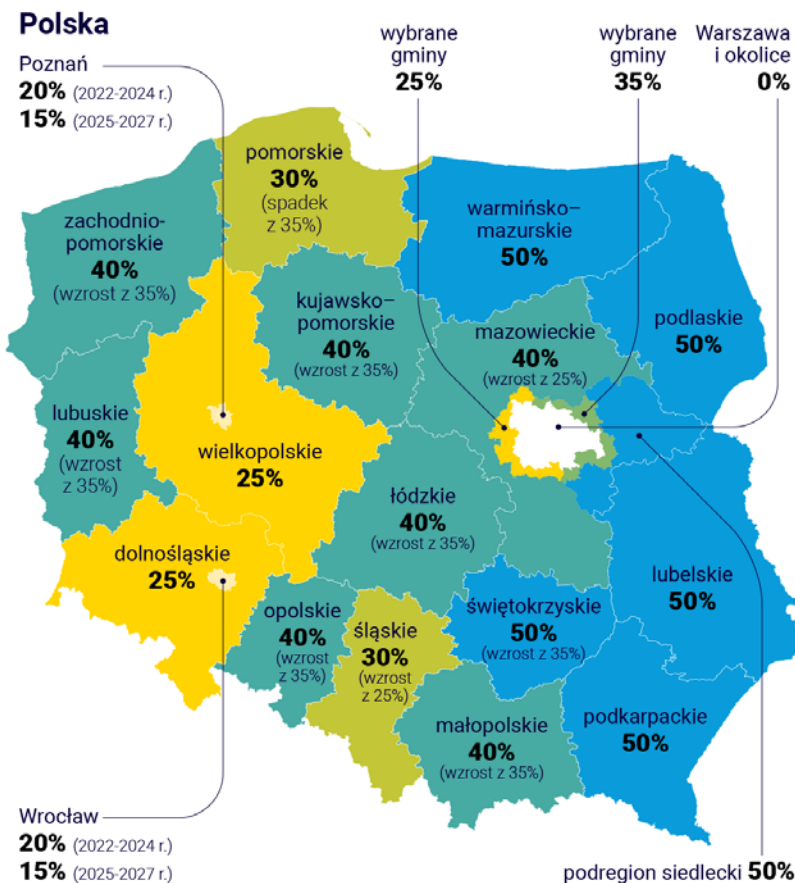 Polska
Poznań
20% (2022-2024 r.)
15% (2025-2027 r.)
wybrane
gminy
25%
wybrane
gminy
35%
Warszawa
i okolice
0%
pomorskie
30%
(spadek
z 35%)
zachodnio-
pomorskie
40%
(wzrost z 35%)
warmińsko–
mazurskie
50%
kujawsko–
pomorskie
40%
(wzrost z 35%)
mazowieckie
40%
(wzrost z 25%)
podlaskie
50%
lubuskie
40%
(wzrost
z 35%)
wielkopolskie
25%
łódzkie
40%
(wzrost z 35%)
dolnośląskie
25%
lubelskie
50%
opolskie
40%
(wzrost
z 35%)
śląskie
30%
(wzrost
z 25%)
świętokrzyskie
50%
(wzrost z 35%)
małopolskie
40%
(wzrost z 35%)
podkarpackie
50%
Wrocław
20% (2022-2024 r.)
15% (2025-2027 r.)
podregion siedlecki 50%